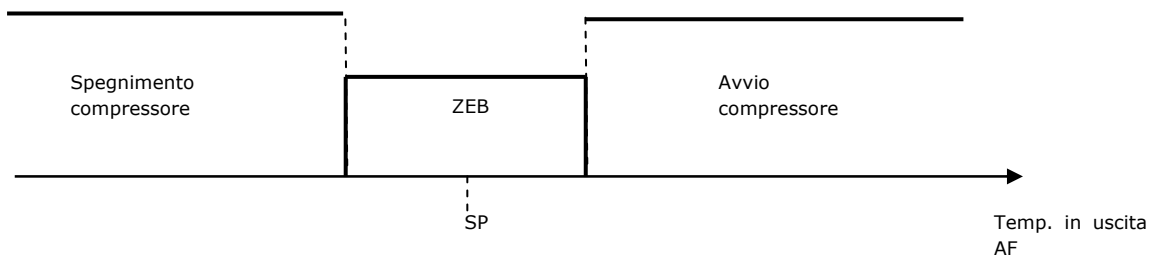 Spegnimento
compressore
ZEB
Avvio
compressore
SP
Temp. in uscita
AF